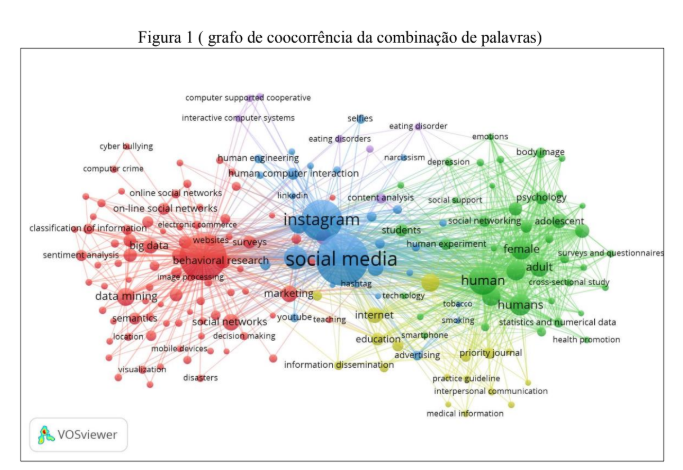 Figura 1 ( grafo de coocorrência da combinação de palavras)
computer supported cooperative
interactive computer systems
selfies
eating disorder
eating disorders
emotions
cyber bullying
human engineering
narcissism
depression
body image
computer crime
human computer interaction
online social networks
linkedin
content analysis
social support
psychology
on-line social networks
instagram
electronic commerce
students
social networking
adolescent
classification (of information)
big data
websites
surveys
human experiment
female
sentiment analysis
behavioral research
social media
adult
surveys and questionnaires
image processing
hashtag
human
cross-sectional study
data mining
marketing
technology
tobacco
humans
semantics
social networks
youtube
teaching
internet
smoking
statistics and numerical data
location
decision making
education
smartphone
health promotion
mobile devices
advertising
priority journal
visualization
disasters
information dissemination
practice guideline
interpersonal communication
medical information
VOSviewer